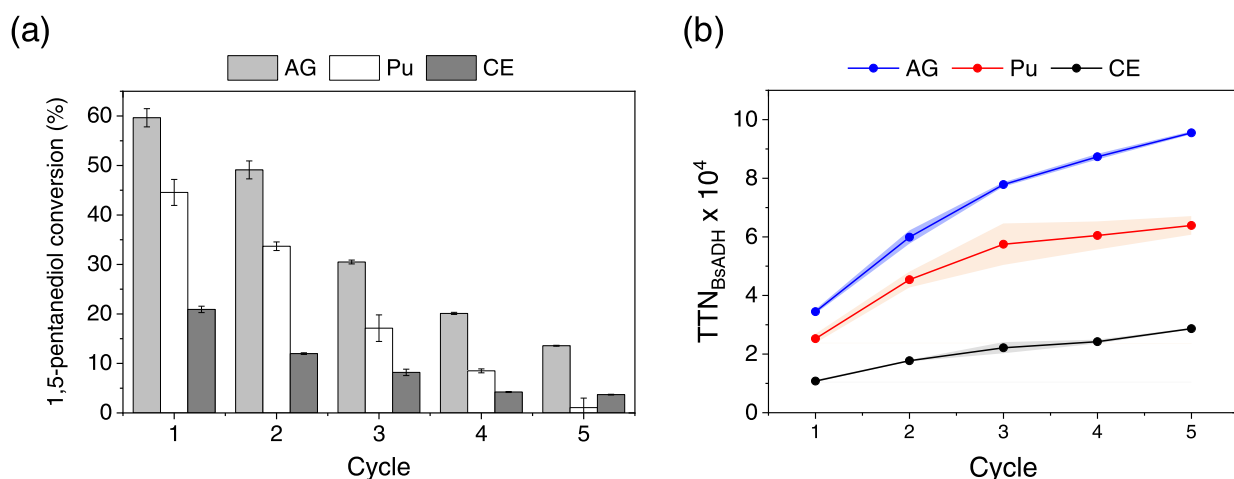 (a)
AG Pu CE
1,5-pentanediol conversion (%)
60
50
40
30
20
10
0
1 2 3 4 5
Cycle
(b)
AG Pu CE
TTN_BsADH x 10^4
10
8
6
4
2
0
1 2 3 4 5
Cycle